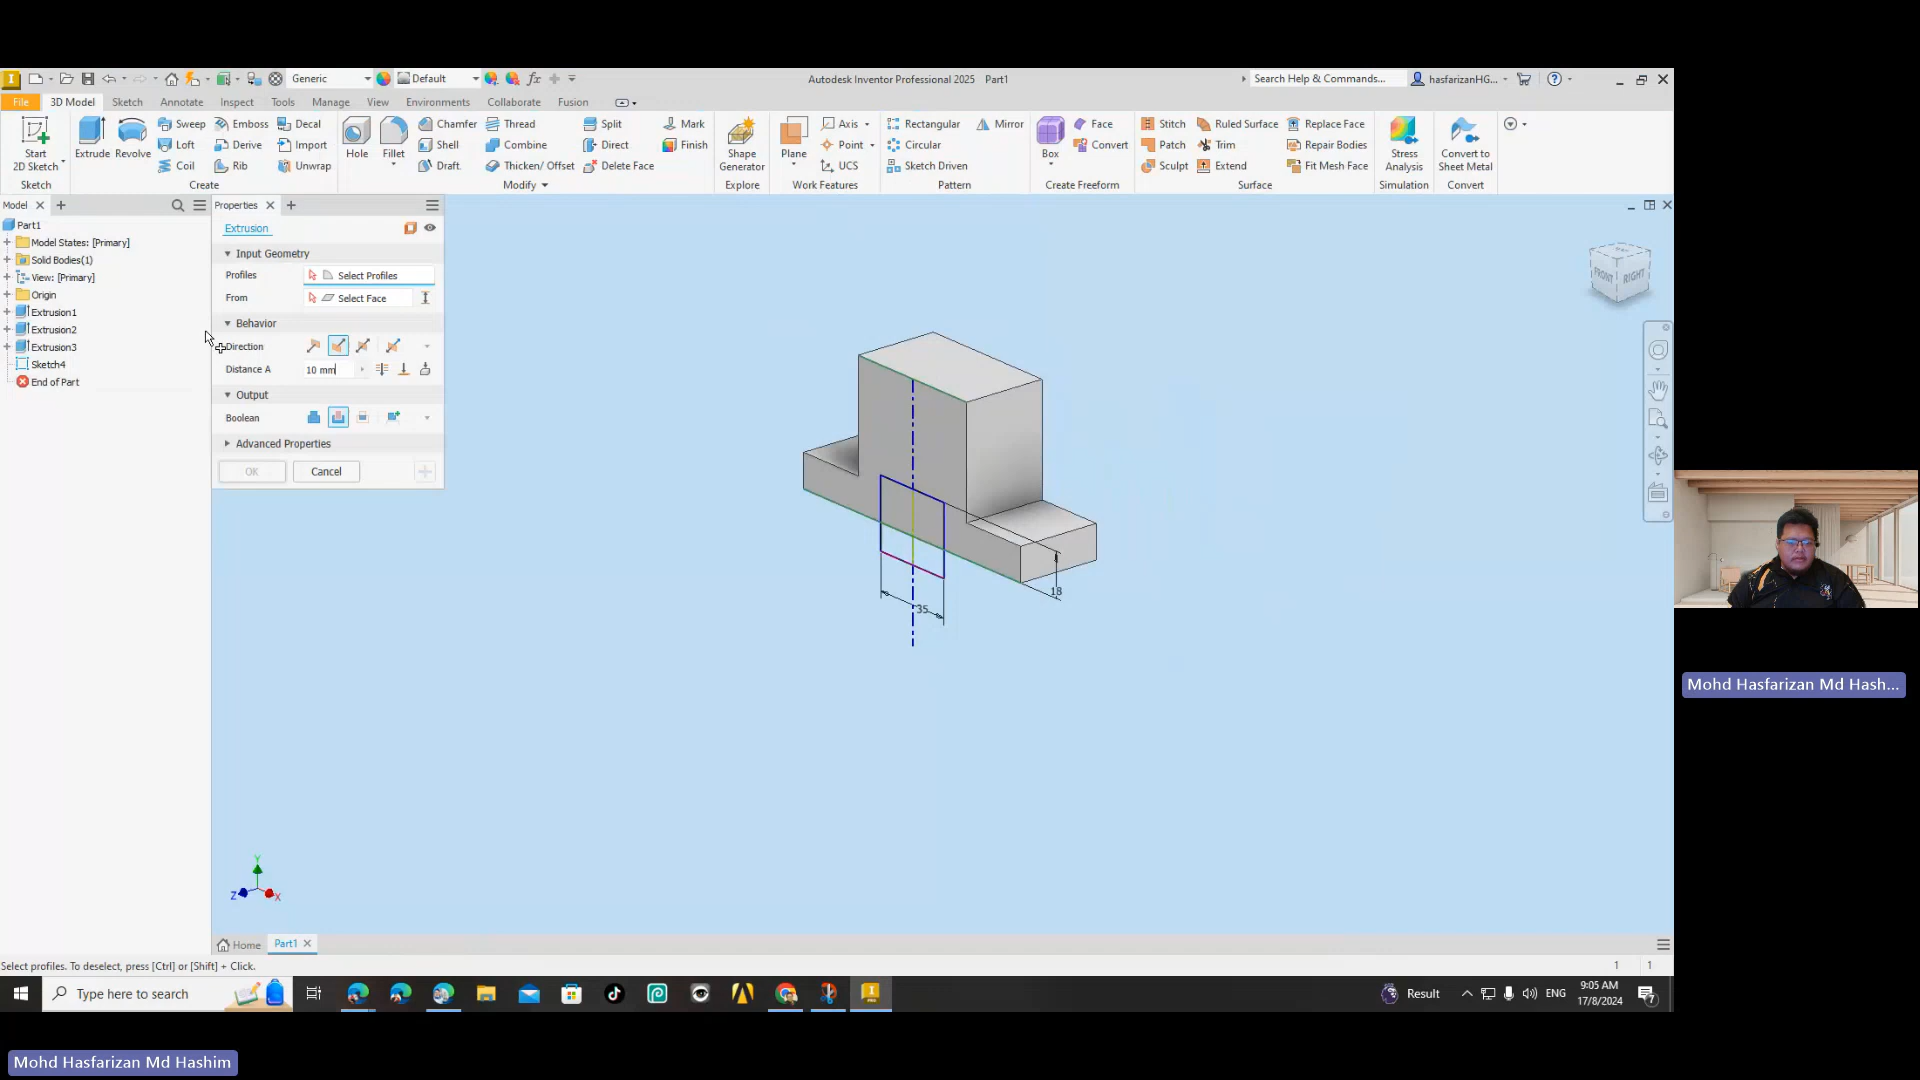 Generic
Default
fx
Autodesk Inventor Professional 2025 Part1
Search Help & Commands...
hasfarizanHG...
File
3D Model
Sketch
Annotate
Inspect
Tools
Manage
View
Environments
Collaborate
Fusion
Start
2D Sketch
Extrude
Revolve
Sweep
Loft
Coil
Emboss
Derive
Rib
Decal
Import
Unwrap
Hole
Fillet
Chamfer
Shell
Draft
Thread
Combine
Thicken/ Offset
Split
Direct
Delete Face
Mark
Finish
Shape
Generator
Plane
Axis
Point
UCS
Rectangular
Circular
Sketch Driven
Mirror
Box
Face
Convert
Stitch
Patch
Sculpt
Ruled Surface
Trim
Extend
Replace Face
Repair Bodies
Fit Mesh Face
Stress
Analysis
Convert to
Sheet Metal
Sketch
Create
Modify
Explore
Work Features
Pattern
Create Freeform
Surface
Simulation
Convert
Model
Part1
Model States: [Primary]
Solid Bodies(1)
View: [Primary]
Origin
Extrusion1
Extrusion2
Extrusion3
Sketch4
End of Part
Properties
Extrusion
Input Geometry
Profiles
Select Profiles
From
Select Face
Behavior
Direction
Distance A
10 mm
Output
Boolean
Advanced Properties
OK
Cancel
FRONT
RIGHT
18
35
Y
Z
X
Home
Part1
Select profiles. To deselect, press [Ctrl] or [Shift] + Click.
1
1
Type here to search
Result
ENG
9:05 AM
17/8/2024
7
Mohd Hasfarizan Md Hash...
Mohd Hasfarizan Md Hashim